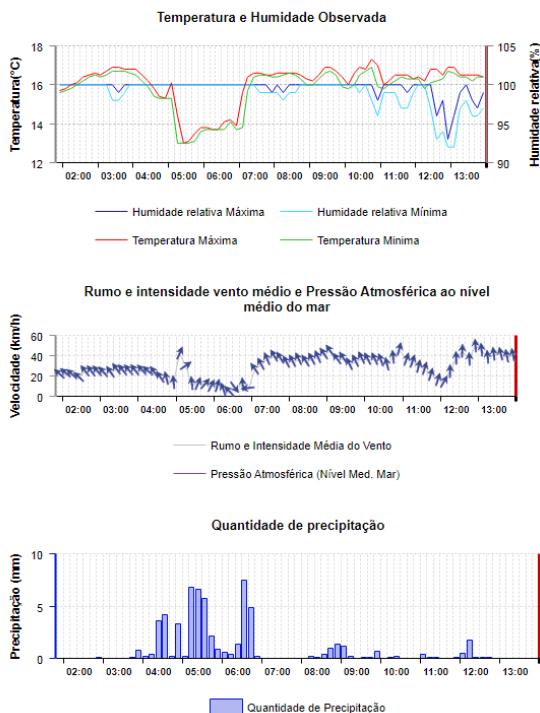 Temperatura e Humidade Observada
18 105
16 100
14 95
12 90
Temperatura(°C)
Humidade relativa(%)
02:00 03:00 04:00 05:00 06:00 07:00 08:00 09:00 10:00 11:00 12:00 13:00
Humidade relativa Máxima Humidade relativa Mínima
Temperatura Máxima Temperatura Minima
Rumo e intensidade vento médio e Pressão Atmosférica ao nível
médio do mar
60
40
20
0
Velocidade (km/h)
02:00 03:00 04:00 05:00 06:00 07:00 08:00 09:00 10:00 11:00 12:00 13:00
Rumo e Intensidade Média do Vento
Pressão Atmosférica (Nível Med. Mar)
Quantidade de precipitação
10
5
0
Precipitação (mm)
02:00 03:00 04:00 05:00 06:00 07:00 08:00 09:00 10:00 11:00 12:00 13:00
Quantidade de Precipitação